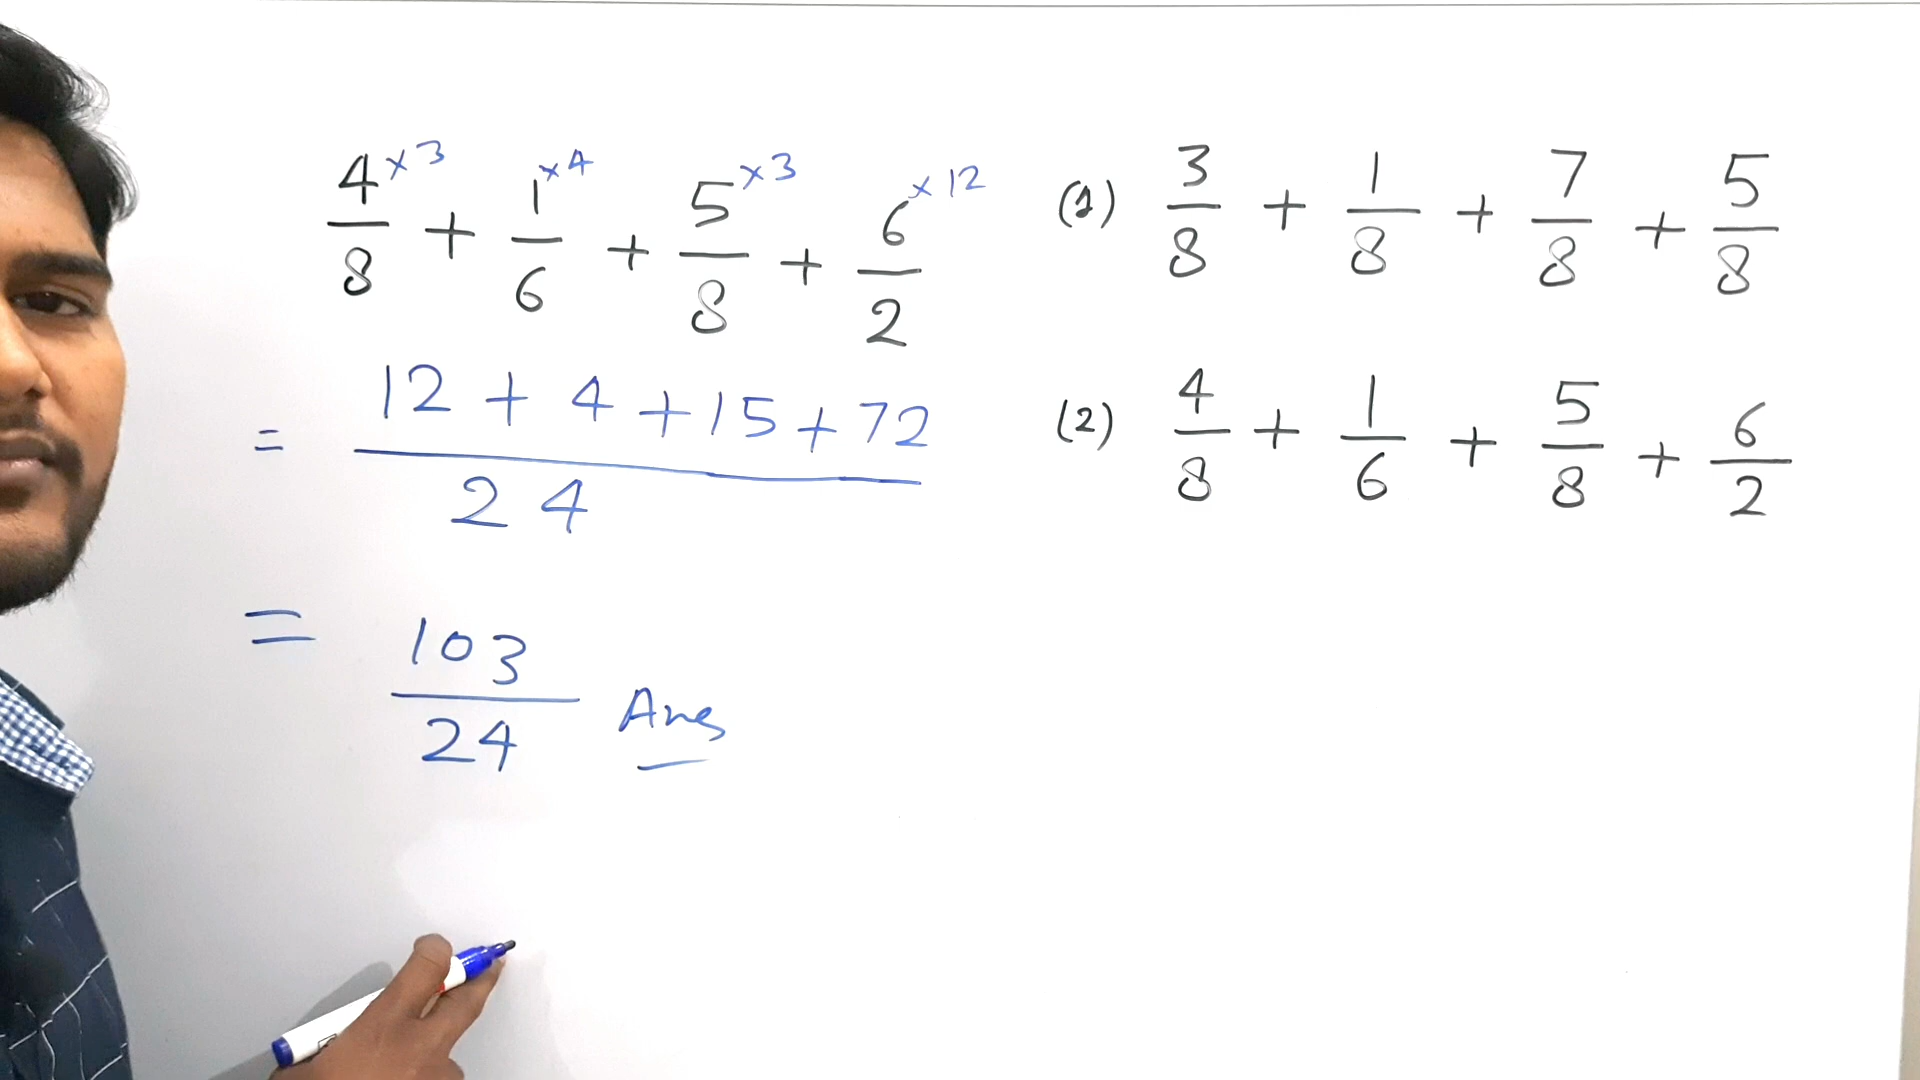 4×3/8 + 1×4/6 + 5×3/8 + 6×12/2
= 12 + 4 + 15 + 72 / 24
= 103/24 Ans
(1) 3/8 + 1/8 + 7/8 + 5/8
(2) 4/8 + 1/6 + 5/8 + 6/2